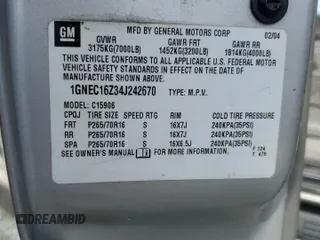 GM
MFD BY GENERAL MOTORS CORP
02/04
GVWR GAWR FRT GAWR RR
3175KG(7000LB) 1452KG(3200LB) 1814KG(4000LB)
THIS VEHICLE CONFORMS TO ALL APPLICABLE U.S. FEDERAL MOTOR
VEHICLE SAFETY STANDARDS IN EFFECT ON THE DATE OF
MANUFACTURE SHOWN ABOVE.
1GNEC16Z34J242670 TYPE: M.P.V.
MODEL: C15906
CPQJ TIRE SIZE SPEED RTG RIM COLD TIRE PRESSURE
FRT P265/70R16 S 16X7J 240KPA(35PSI)
RR P265/70R16 S 16X7J 240KPA(35PSI)
SPA P265/70R16 S 16X6.5J 240KPA(35PSI)
SEE OWNER'S MANUAL FOR MORE INFORMATION.
DREAMBID